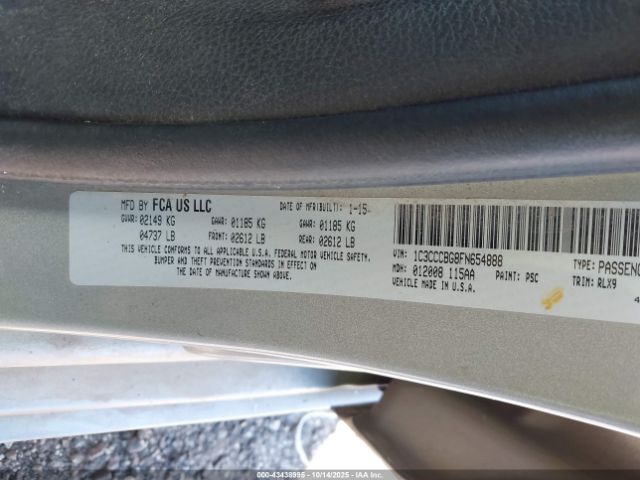 MFD BY FCA US LLC DATE OF MFR(BUILT): 1-15
GVWR: 02149 KG GAWR: 01185 KG GAWR: 01185 KG
04737 LB FRONT: 02612 LB REAR: 02612 LB
THIS VEHICLE CONFORMS TO ALL APPLICABLE U.S.A. FEDERAL MOTOR VEHICLE SAFETY,
BUMPER AND THEFT PREVENTION STANDARDS IN EFFECT ON
THE DATE OF MANUFACTURE SHOWN ABOVE.
VIN: 1C3CCCBG8FN654888 TYPE: PASSENG
MDH: 012008 115AA PAINT: PSC TRIM: RLX9
VEHICLE MADE IN U.S.A. 4
000-43438995 - 10/14/2025 - IAAI.COM